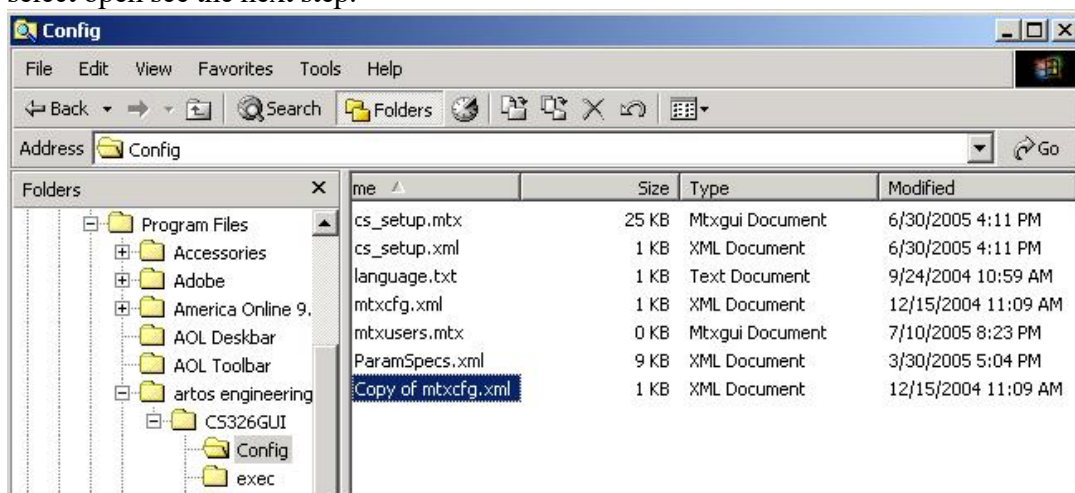 select open see the next step.
Config
File Edit View Favorites Tools Help
Back Search Folders
Address Config Go
Folders me Size Type Modified
Program Files cs_setup.mtx 25 KB Mtxgui Document 6/30/2005 4:11 PM
Accessories cs_setup.xml 1 KB XML Document 6/30/2005 4:11 PM
Adobe language.txt 1 KB Text Document 9/24/2004 10:59 AM
America Online 9. mtxcfg.xml 1 KB XML Document 12/15/2004 11:09 AM
AOL Deskbar mtxusers.mtx 0 KB Mtxgui Document 7/10/2005 8:23 PM
AOL Toolbar ParamSpecs.xml 9 KB XML Document 3/30/2005 5:04 PM
artos engineering Copy of mtxcfg.xml 1 KB XML Document 12/15/2004 11:09 AM
CS326GUI
Config
exec